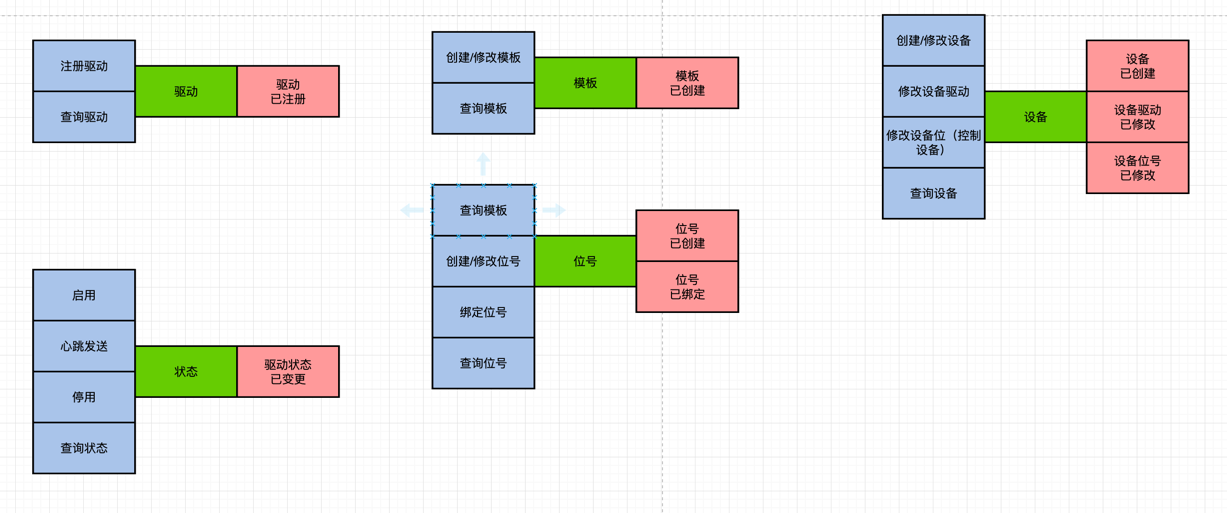 注册驱动
查询驱动
驱动
驱动
已注册
启用
心跳发送
停用
查询状态
状态
驱动状态
已变更
创建/修改模板
查询模板
模板
模板
已创建
查询模板
创建/修改位号
绑定位号
查询位号
位号
位号
已创建
位号
已绑定
创建/修改设备
修改设备驱动
修改设备位（控制
设备）
查询设备
设备
设备
已创建
设备驱动
已修改
设备位号
已修改